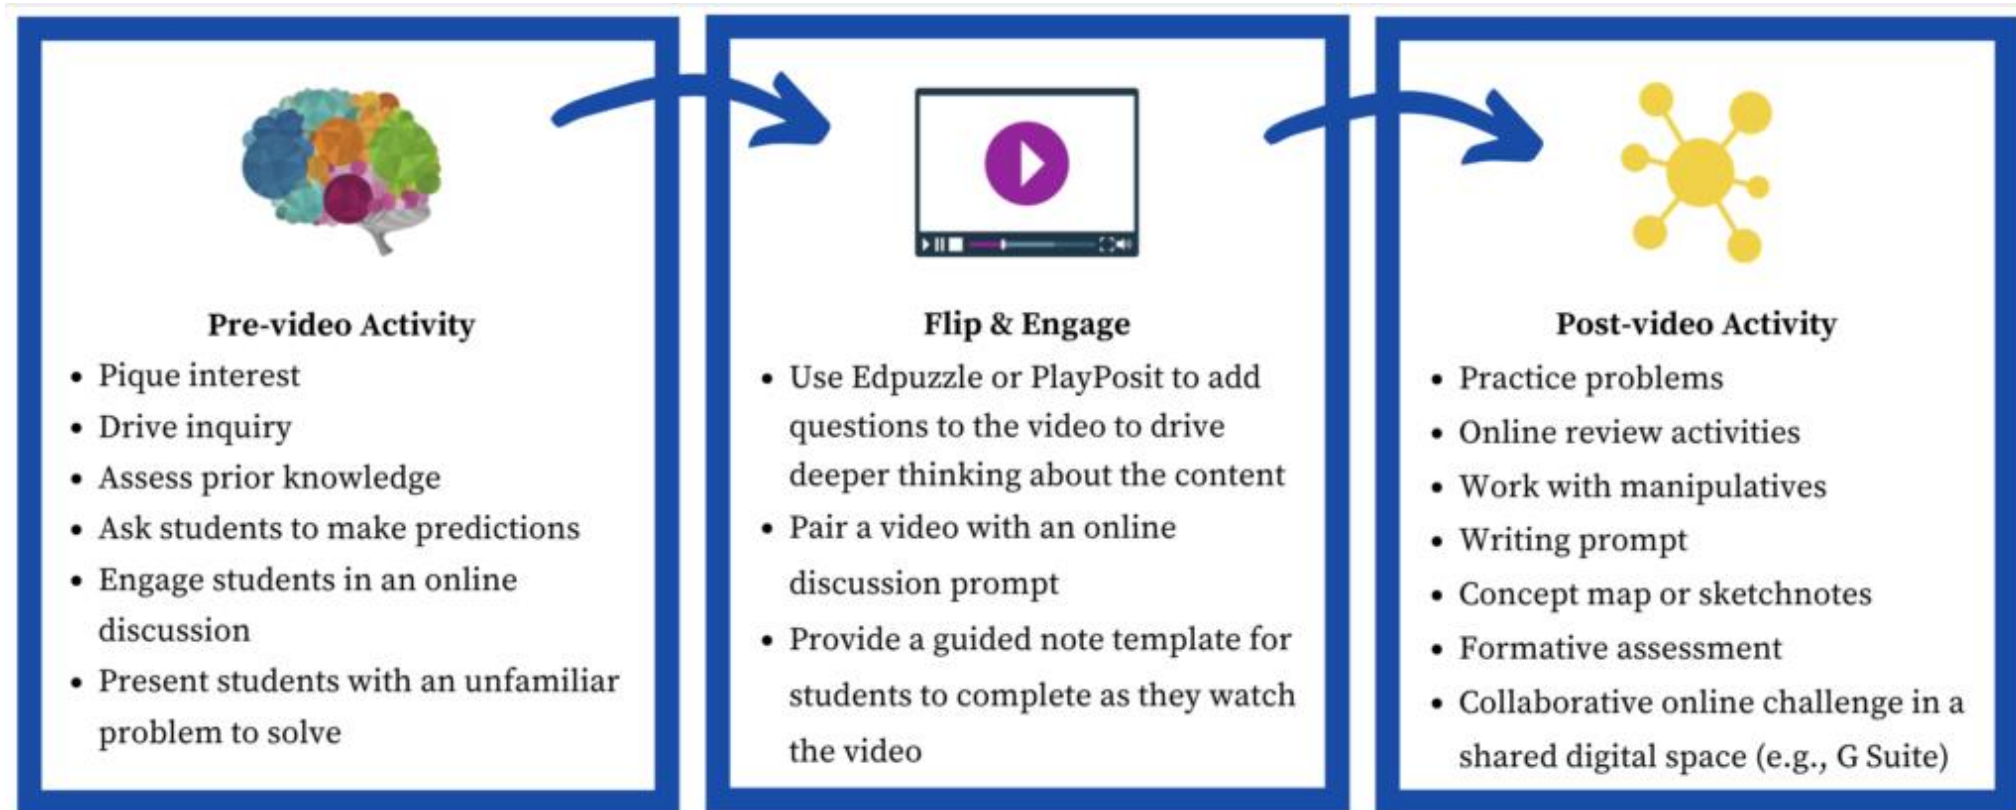 Pre-video Activity
• Pique interest
• Drive inquiry
• Assess prior knowledge
• Ask students to make predictions
• Engage students in an online
discussion
• Present students with an unfamiliar
problem to solve
Flip & Engage
• Use Edpuzzle or PlayPosit to add
questions to the video to drive
deeper thinking about the content
• Pair a video with an online
discussion prompt
• Provide a guided note template for
students to complete as they watch
the video
Post-video Activity
• Practice problems
• Online review activities
• Work with manipulatives
• Writing prompt
• Concept map or sketchnotes
• Formative assessment
• Collaborative online challenge in a
shared digital space (e.g., G Suite)